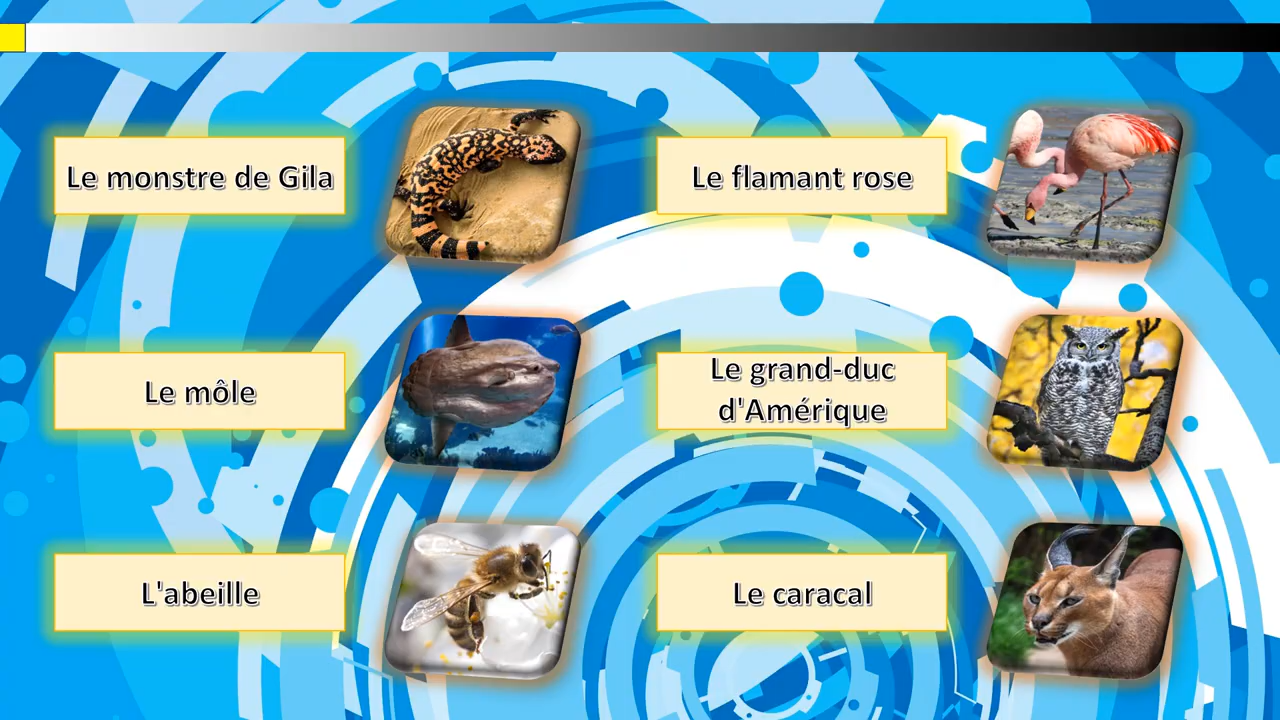 Le monstre de Gila
Le flamant rose
Le môle
Le grand-duc
d'Amérique
L'abeille
Le caracal